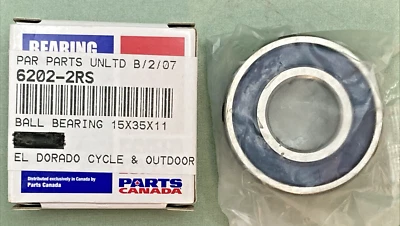 BEARING
PAR PARTS UNLTD B/2/07
6202-2RS
BALL BEARING 15X35X11
EL DORADO CYCLE & OUTDOOR
Distributed exclusively in Canada by
Parts Canada
PARTS
CANADA